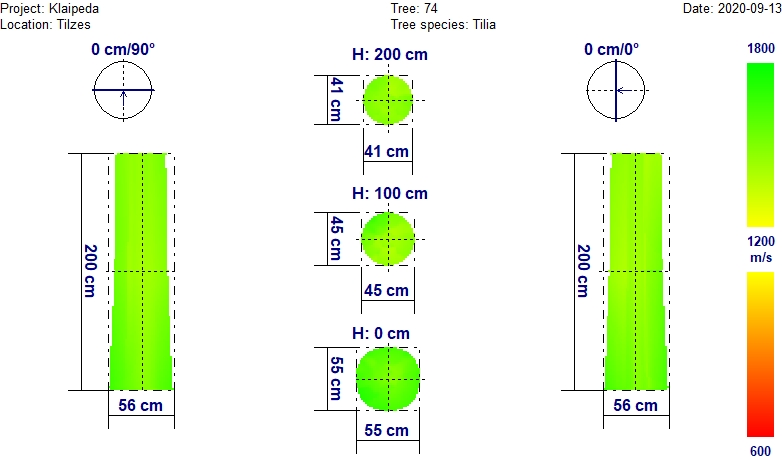 Project: Klaipeda
Tree: 74
Date: 2020-09-13
Location: Tilzes
Tree species: Tilia
0 cm/90°
H: 200 cm
0 cm/0°
1800
41 cm
41 cm
200 cm
H: 100 cm
45 cm
45 cm
200 cm
1200
m/s
H: 0 cm
55 cm
55 cm
56 cm
56 cm
600